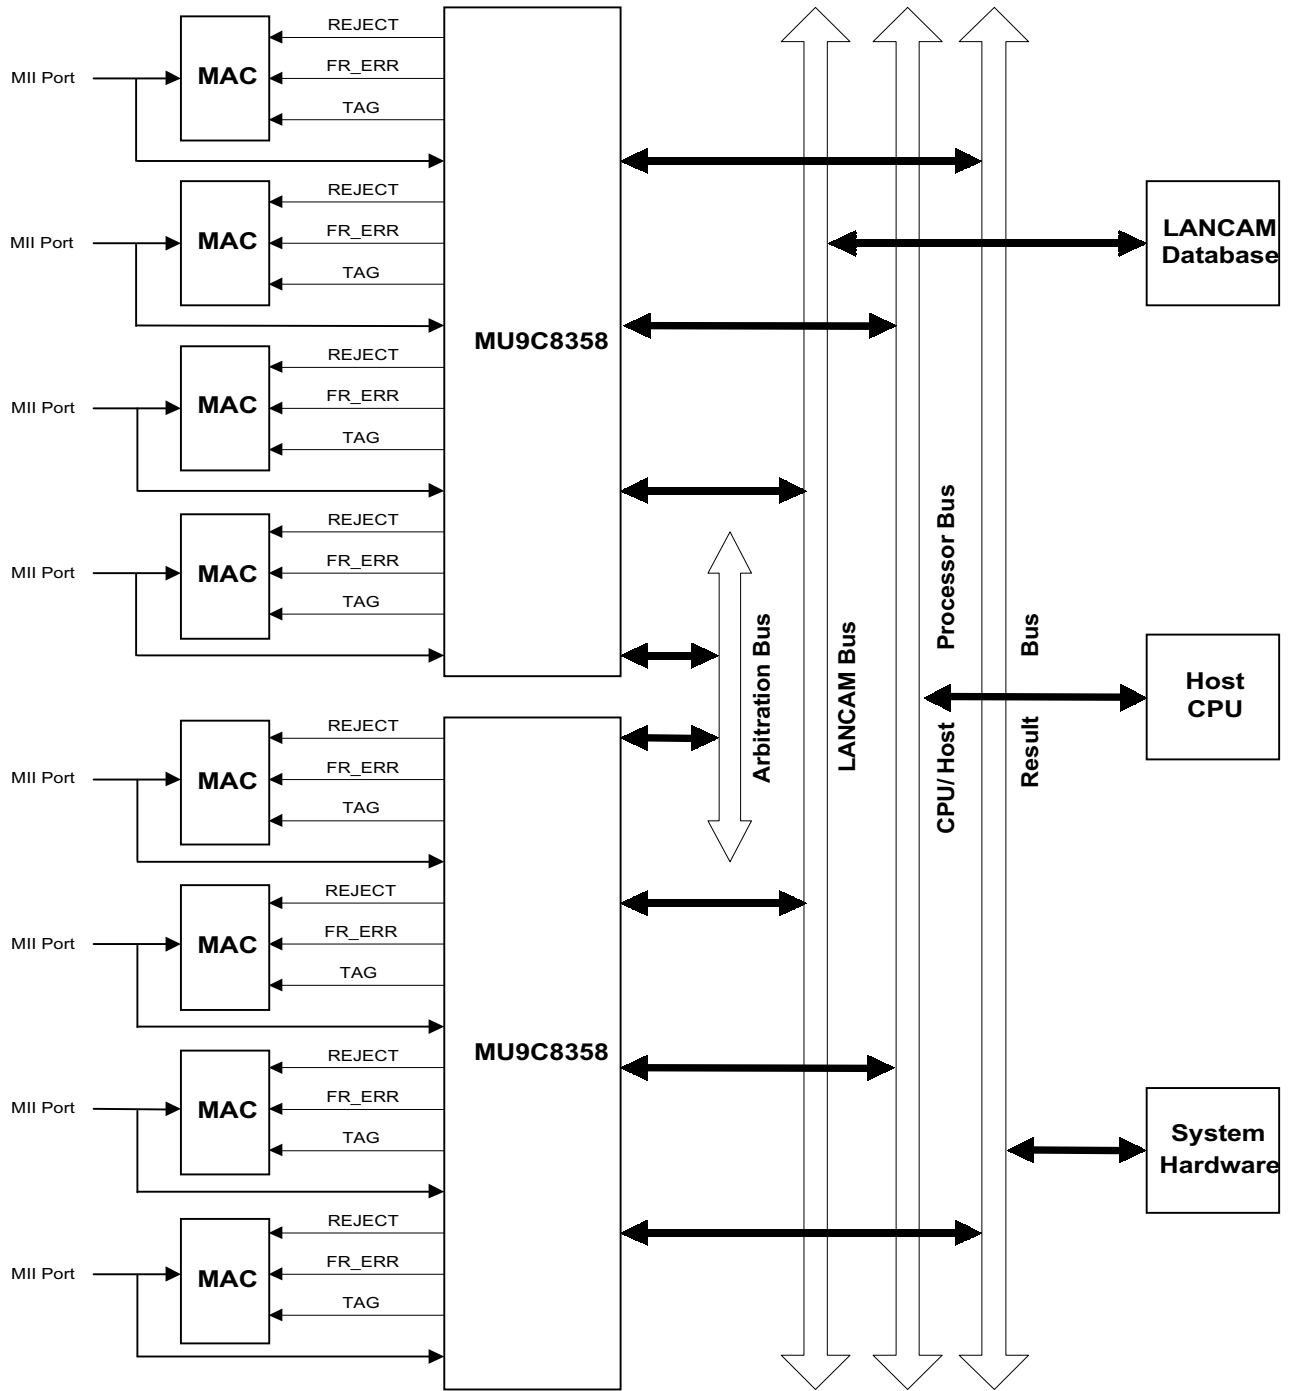 REJECT
MII Port
MAC
FR_ERR
TAG
REJECT
MII Port
MAC
FR_ERR
TAG
REJECT
MII Port
MAC
FR_ERR
TAG
REJECT
MII Port
MAC
FR_ERR
TAG
MU9C8358
REJECT
MII Port
MAC
FR_ERR
TAG
REJECT
MII Port
MAC
FR_ERR
TAG
REJECT
MII Port
MAC
FR_ERR
TAG
REJECT
MII Port
MAC
FR_ERR
TAG
MU9C8358
Arbitration Bus
LANCAM Bus
CPU/ Host Processor Bus
Result Bus
LANCAM
Database
Host
CPU
System
Hardware